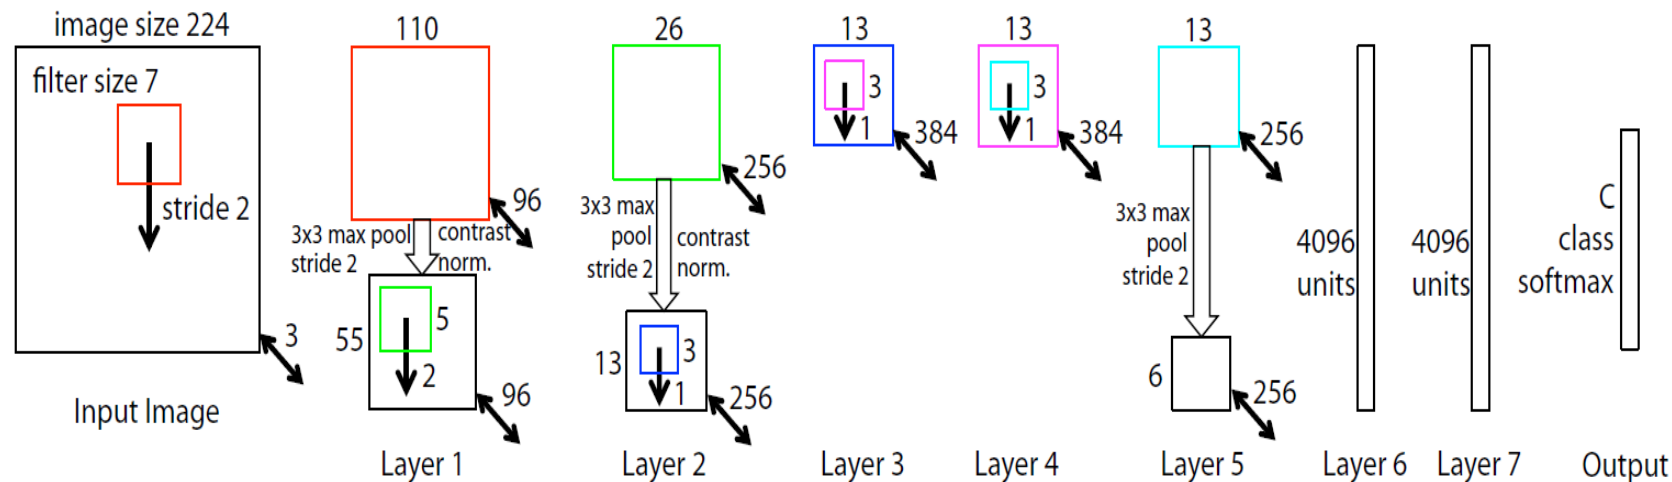 image size 224
filter size 7
stride 2
3
Input Image
110
96
3x3 max pool
stride 2
contrast
norm.
55
5
2
96
Layer 1
26
256
3x3 max
pool
stride 2
contrast
norm.
13
3
1
256
Layer 2
13
3
1
384
Layer 3
13
3
1
384
Layer 4
13
256
3x3 max
pool
stride 2
6
256
Layer 5
4096
units
Layer 6
4096
units
Layer 7
C
class
softmax
Output